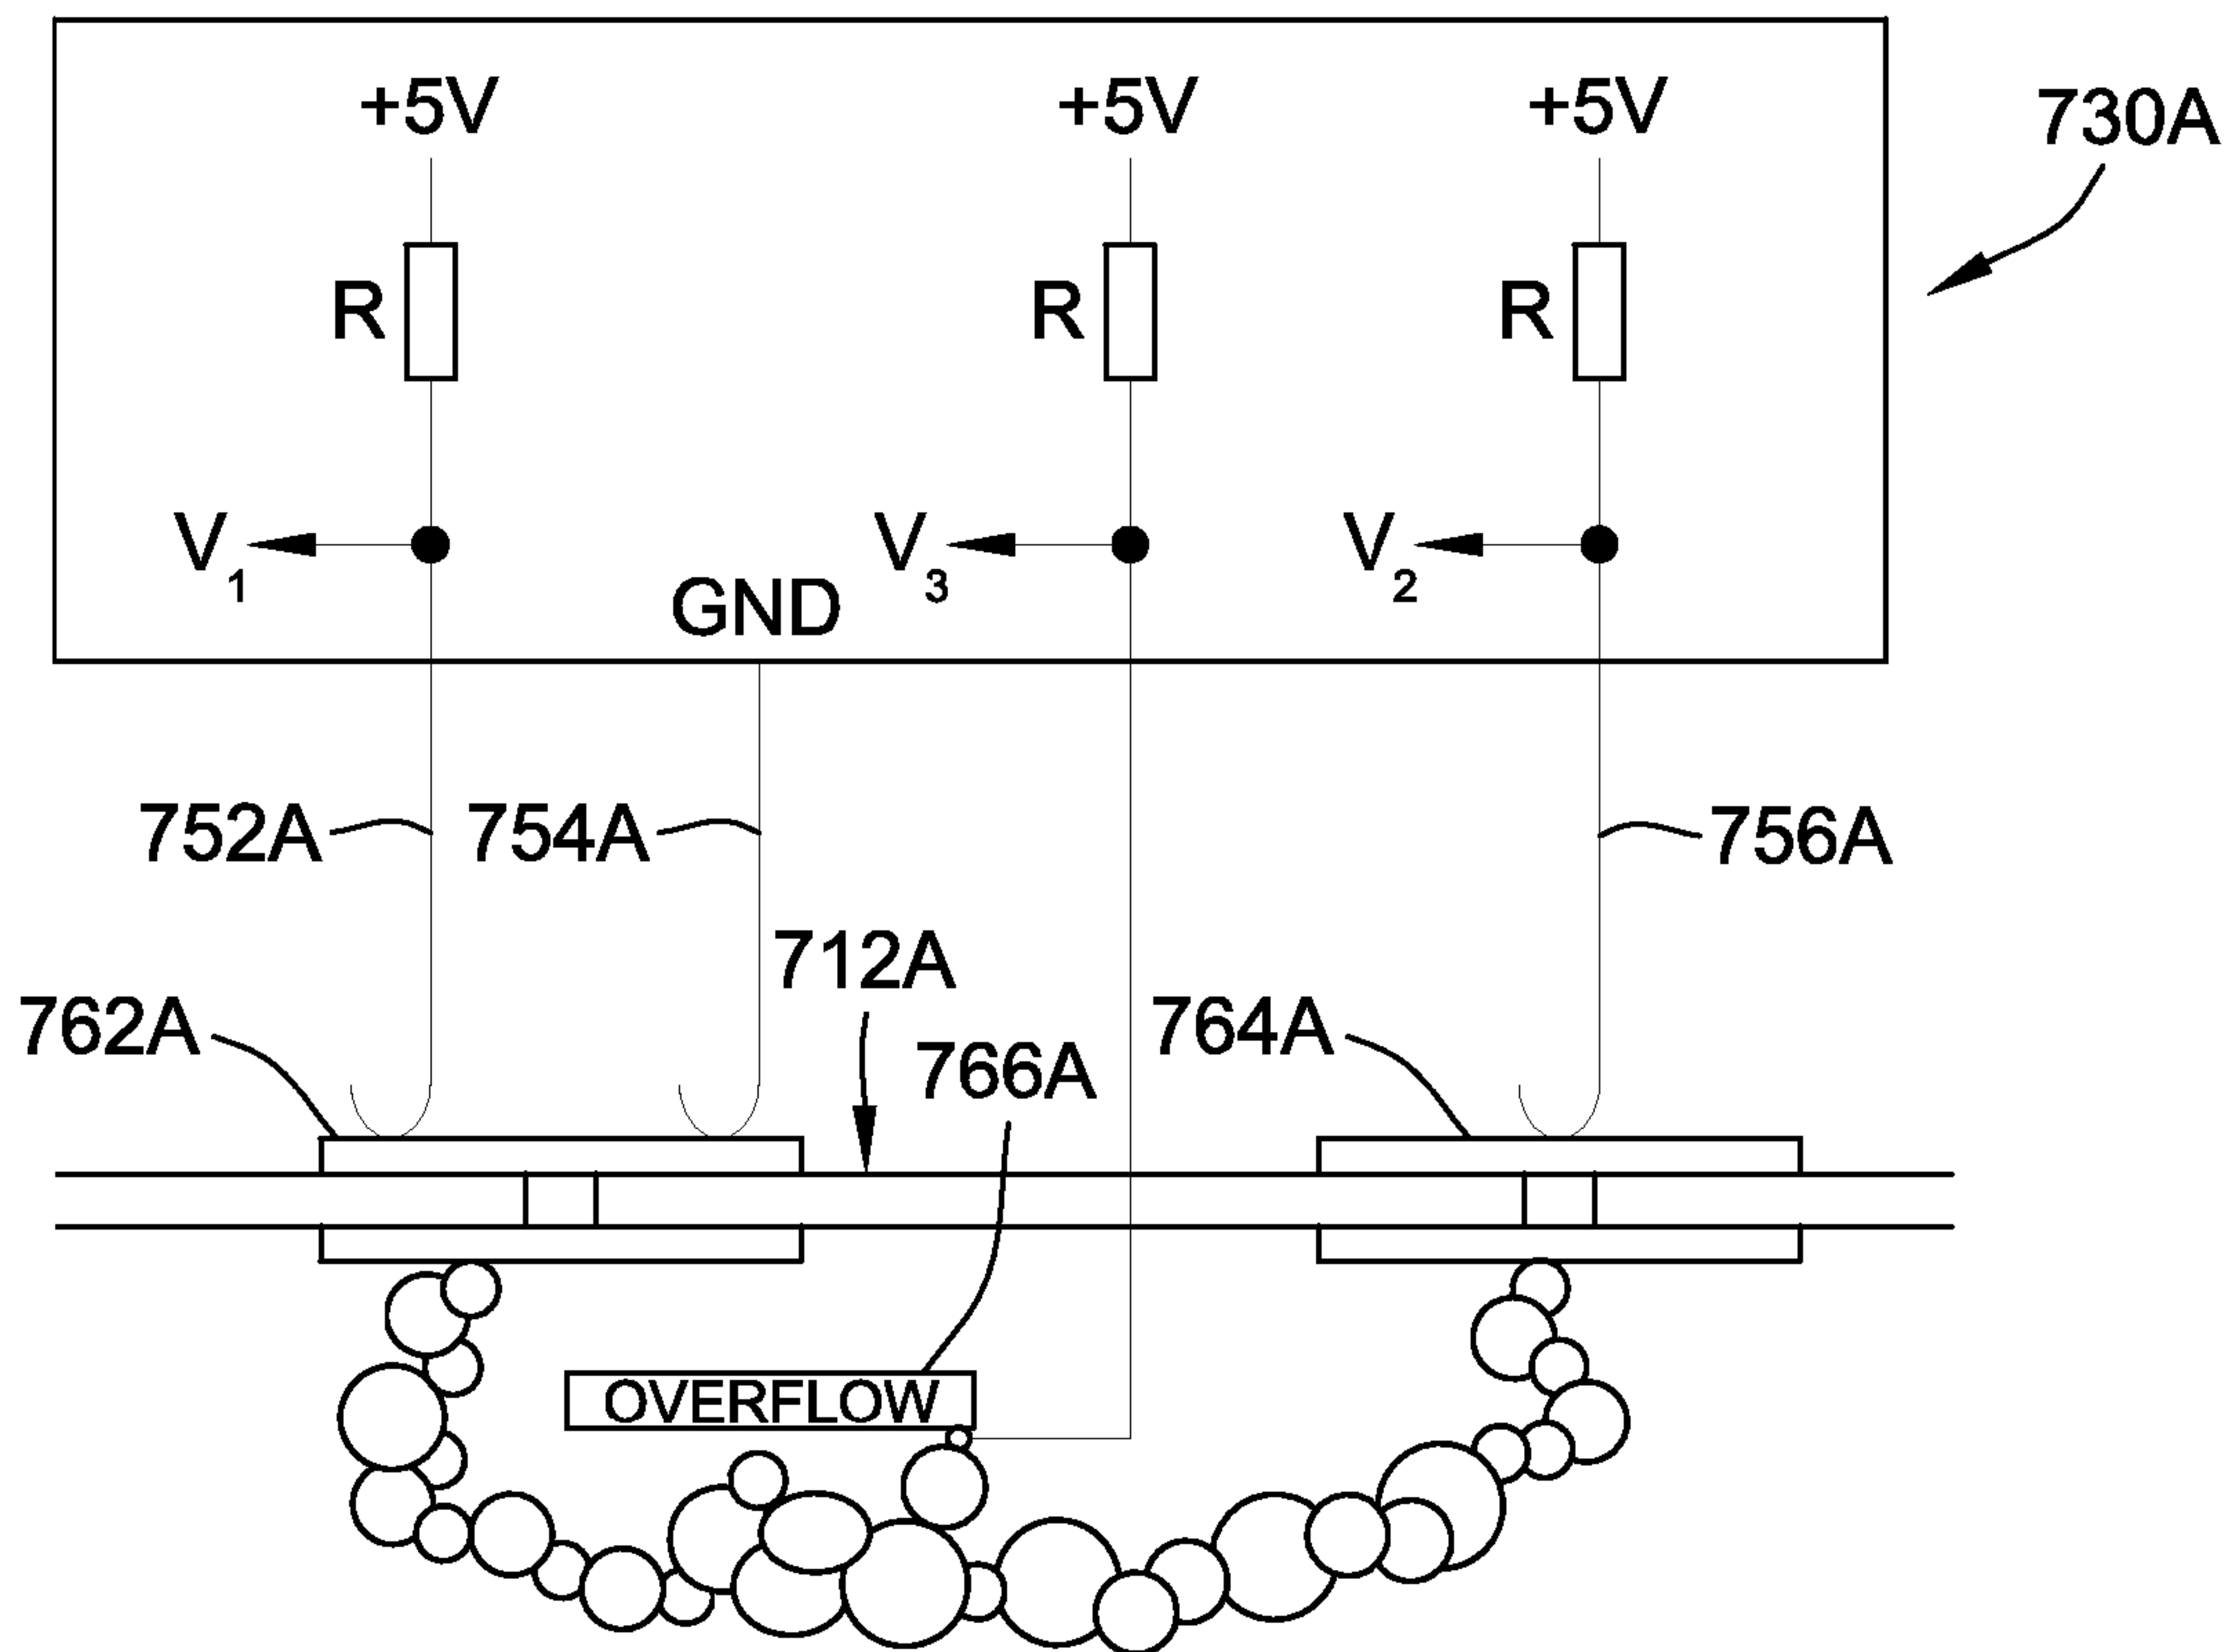 +5V +5V +5V
730A
R R R
V1 V3 V2
GND
752A 754A 756A
712A
762A 766A 764A
OVERFLOW